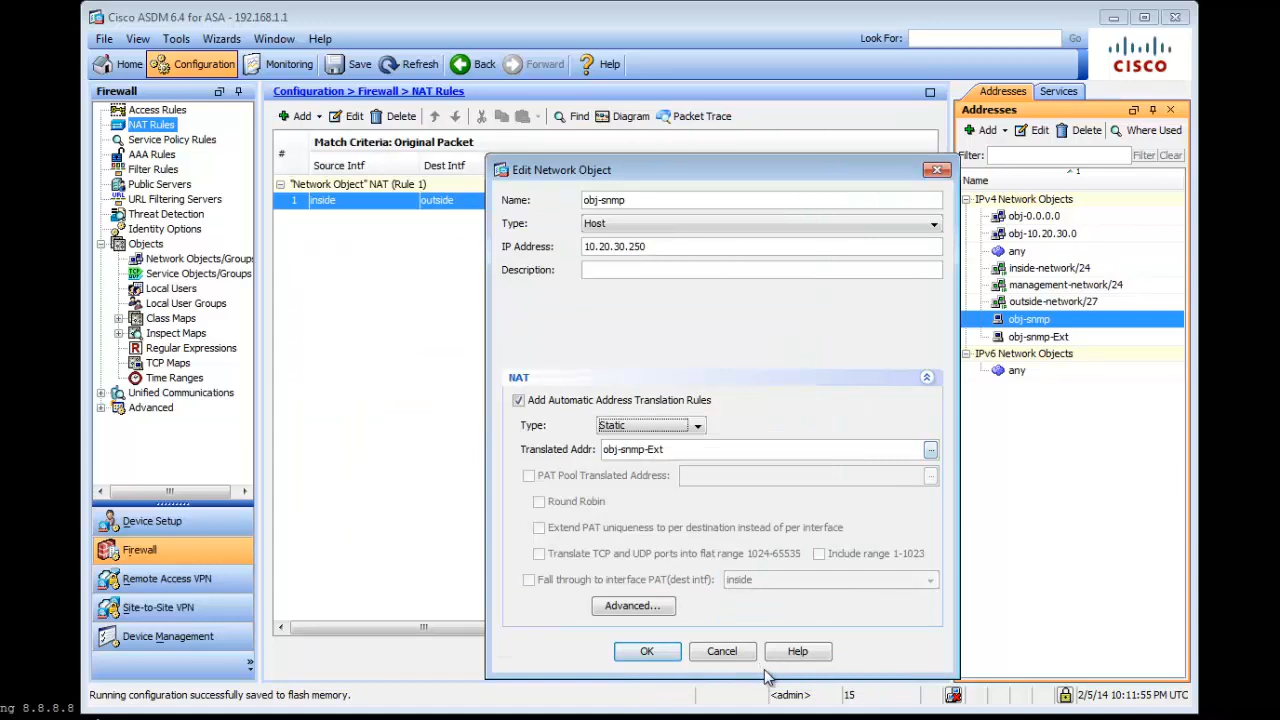 Cisco ASDM 6.4 for ASA - 192.168.1.1
File View Tools Wizards Window Help
Look For: Go
Home Configuration Monitoring Save Refresh Back Forward Help
CISCO
Firewall
Access Rules
NAT Rules
Service Policy Rules
AAA Rules
Filter Rules
Public Servers
URL Filtering Servers
Threat Detection
Identity Options
Objects
Network Objects/Groups
Service Objects/Groups
Local Users
Local User Groups
Class Maps
Inspect Maps
Regular Expressions
TCP Maps
Time Ranges
Unified Communications
Advanced
Device Setup
Firewall
Remote Access VPN
Site-to-Site VPN
Device Management
Configuration > Firewall > NAT Rules
Add Edit Delete Find Diagram Packet Trace
# Match Criteria: Original Packet
Source Intf Dest Intf
"Network Object" NAT (Rule 1)
1 inside outside
Edit Network Object
Name: obj-snmp
Type: Host
IP Address: 10.20.30.250
Description:
NAT
Add Automatic Address Translation Rules
Type: Static
Translated Addr: obj-snmp-Ext ...
PAT Pool Translated Address: ...
Round Robin
Extend PAT uniqueness to per destination instead of per interface
Translate TCP and UDP ports into flat range 1024-65535 Include range 1-1023
Fall through to interface PAT(dest intf): inside
Advanced...
OK Cancel Help
Addresses Services
Addresses
Add Edit Delete Where Used
Filter: Filter Clear
1
Name
IPv4 Network Objects
obj-0.0.0.0
obj-10.20.30.0
any
inside-network/24
management-network/24
outside-network/27
obj-snmp
obj-snmp-Ext
IPv6 Network Objects
any
Running configuration successfully saved to flash memory. <admin> 15 2/5/14 10:11:55 PM UTC
ng 8.8.8.8